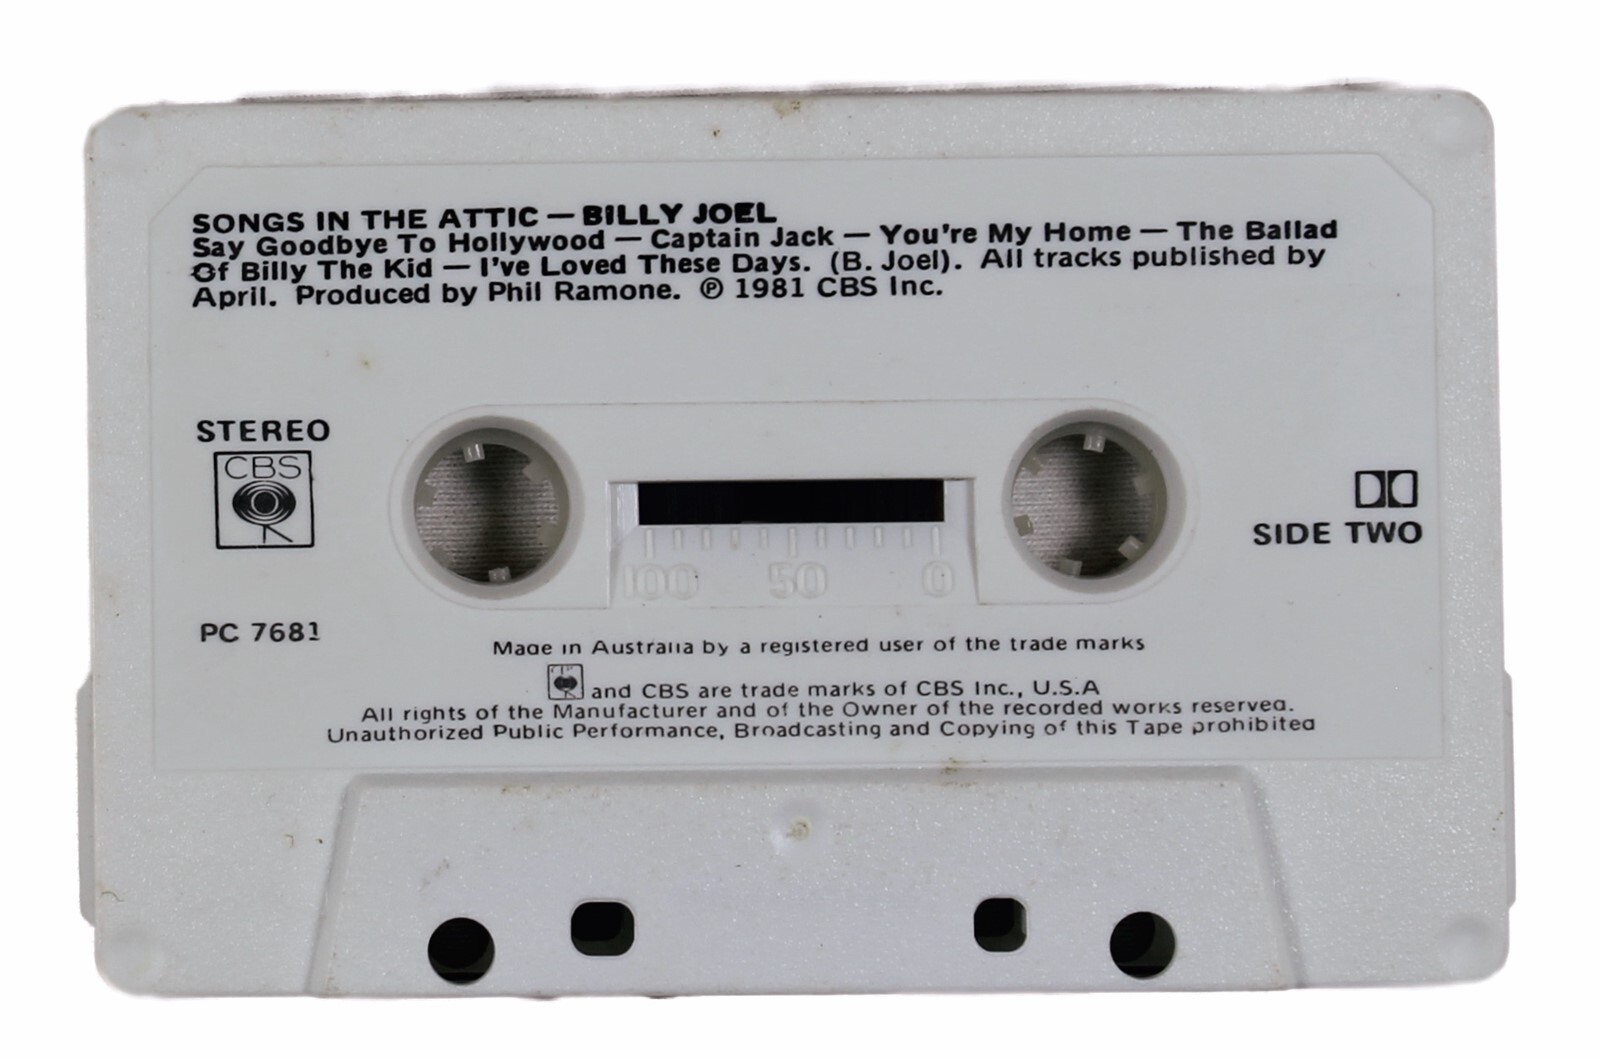 SONGS IN THE ATTIC — BILLY JOEL
Say Goodbye To Hollywood — Captain Jack — You're My Home — The Ballad
Of Billy The Kid — I've Loved These Days. (B. Joel). All tracks published by
April. Produced by Phil Ramone. ℗ 1981 CBS Inc.
STEREO
CBS
SIDE TWO
100 50 0
PC 7681
Made in Australia by a registered user of the trade marks
and CBS are trade marks of CBS Inc., U.S.A
All rights of the Manufacturer and of the Owner of the recorded works reserved.
Unauthorized Public Performance, Broadcasting and Copying of this Tape prohibited